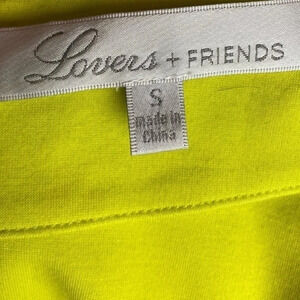 Lovers + FRIENDS
S
made in
China